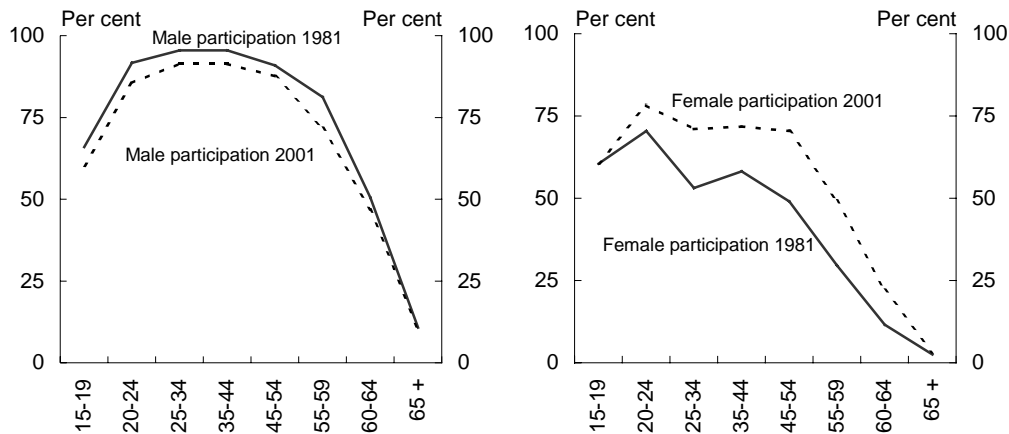 Per cent Per cent
100 100
75 75
50 50
25 25
0 0
Male participation 1981
Male participation 2001
15-19 20-24 25-34 35-44 45-54 55-59 60-64 65 +
Per cent Per cent
100 100
75 75
50 50
25 25
0 0
Female participation 2001
Female participation 1981
15-19 20-24 25-34 35-44 45-54 55-59 60-64 65 +